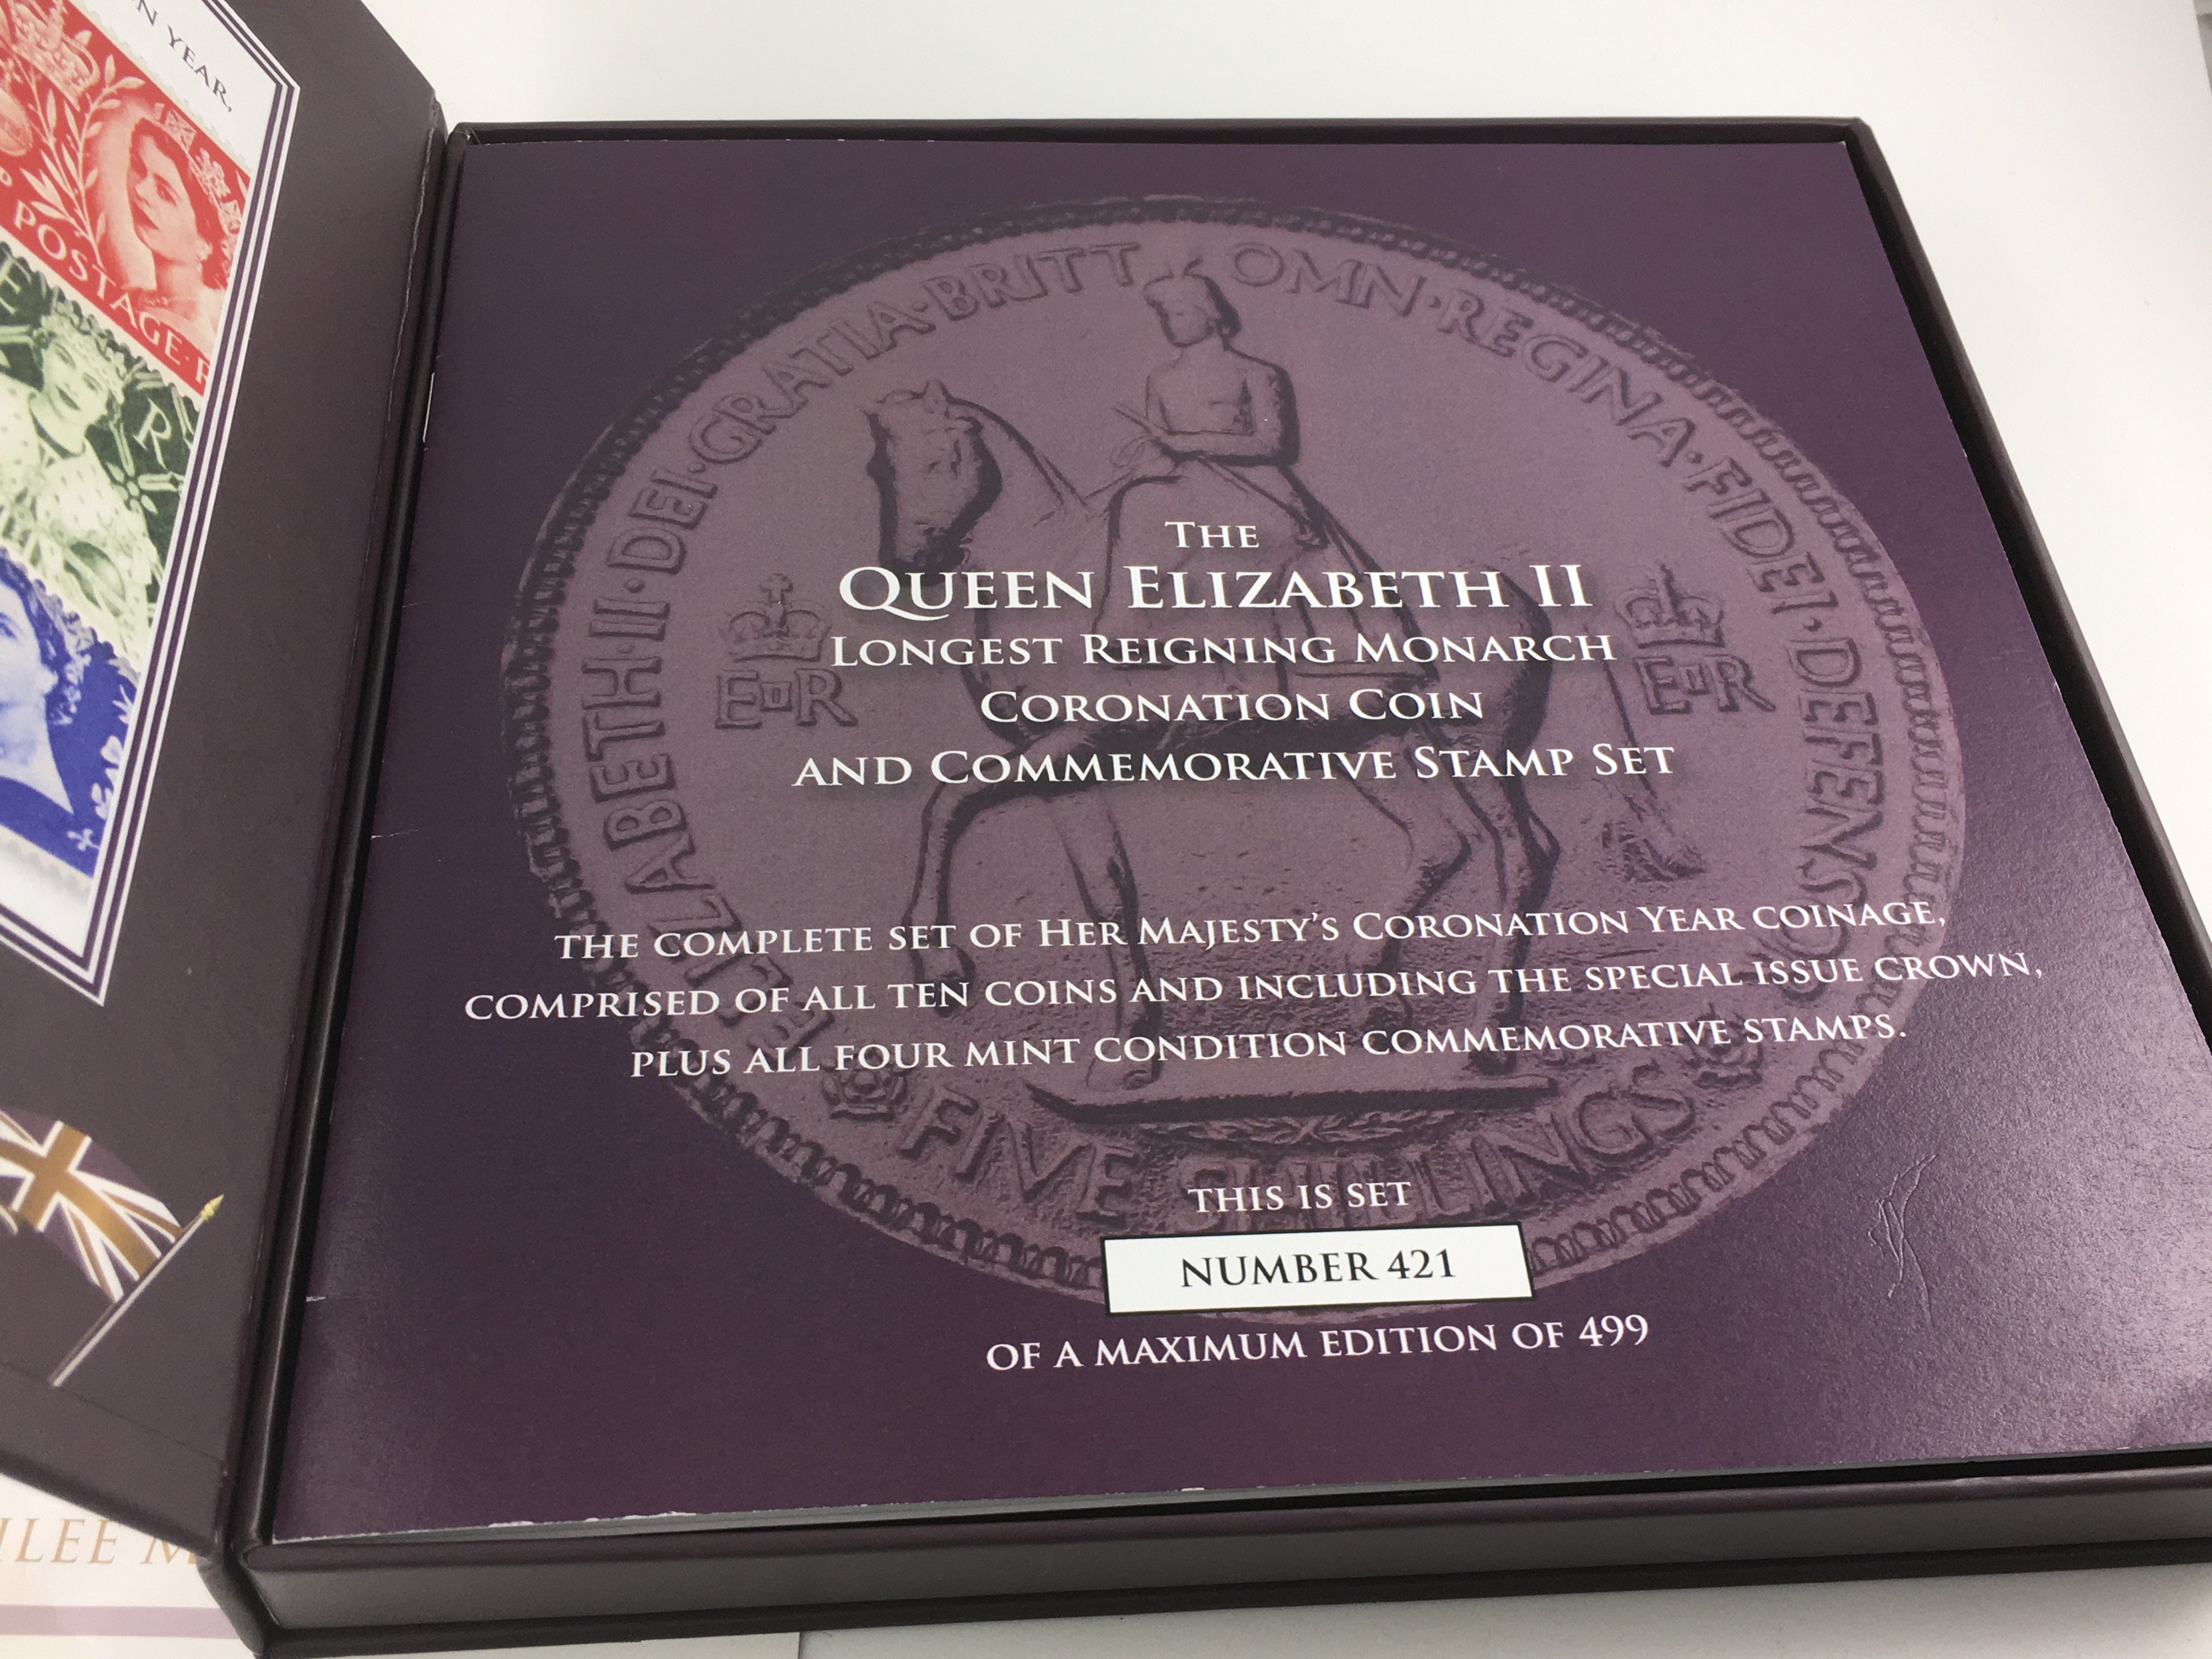 N YEAR,
POSTAGE R
THE
QUEEN ELIZABETH II
LONGEST REIGNING MONARCH
CORONATION COIN
AND COMMEMORATIVE STAMP SET
THE COMPLETE SET OF HER MAJESTY'S CORONATION YEAR COINAGE,
COMPRISED OF ALL TEN COINS AND INCLUDING THE SPECIAL ISSUE CROWN,
PLUS ALL FOUR MINT CONDITION COMMEMORATIVE STAMPS.
THIS IS SET
NUMBER 421
OF A MAXIMUM EDITION OF 499
ELIZABETH·II·DEI·GRATIA·BRITT OMN·REGINA·FIDEI·DEFENSOR
EIIR
EIIR
FIVE SHILLINGS
ILEE M